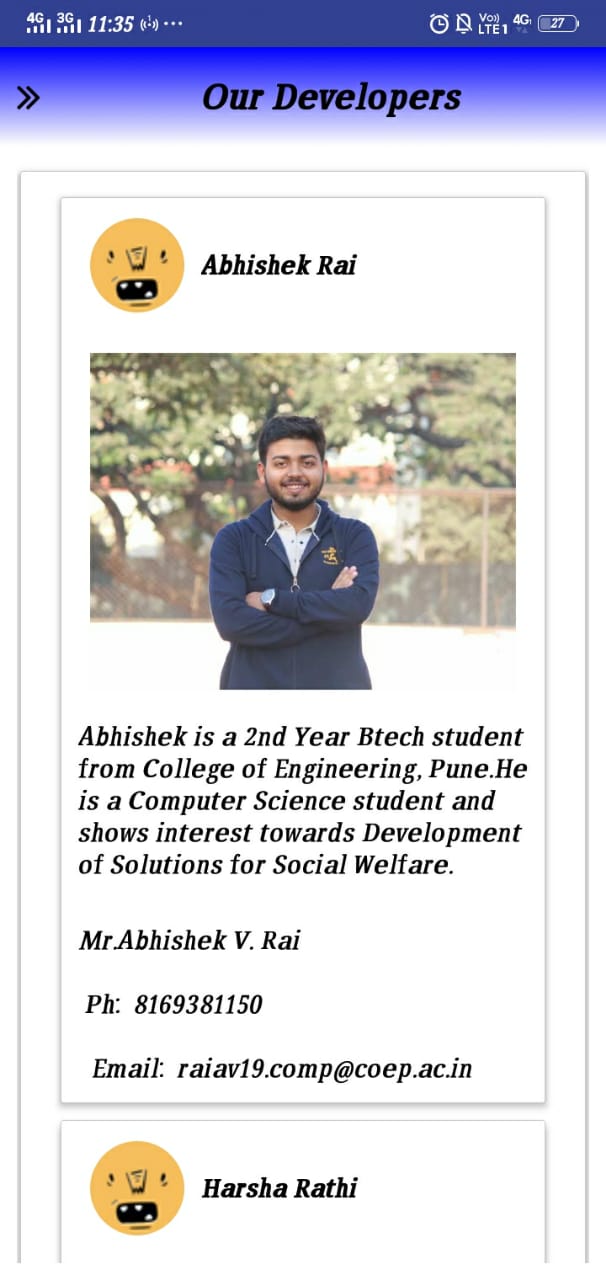 4G 3G 11:35 Vo)) LTE1 4G 27
Our Developers
Abhishek Rai
Abhishek is a 2nd Year Btech student
from College of Engineering, Pune.He
is a Computer Science student and
shows interest towards Development
of Solutions for Social Welfare.
Mr.Abhishek V. Rai
Ph: 8169381150
Email: raiav19.comp@coep.ac.in
Harsha Rathi